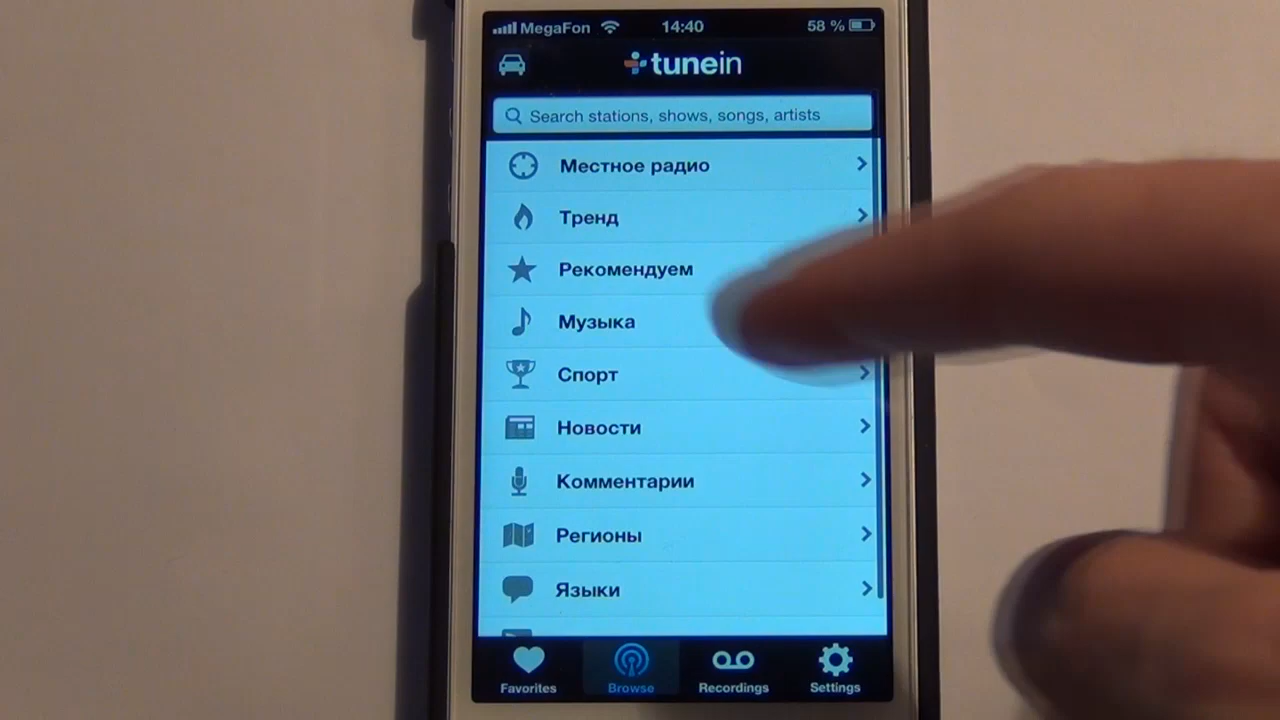 MegaFon 14:40 58 %
tunein
Search stations, shows, songs, artists
Местное радио
Тренд
Рекомендуем
Музыка
Спорт
Новости
Комментарии
Регионы
Языки
Favorites Browse Recordings Settings